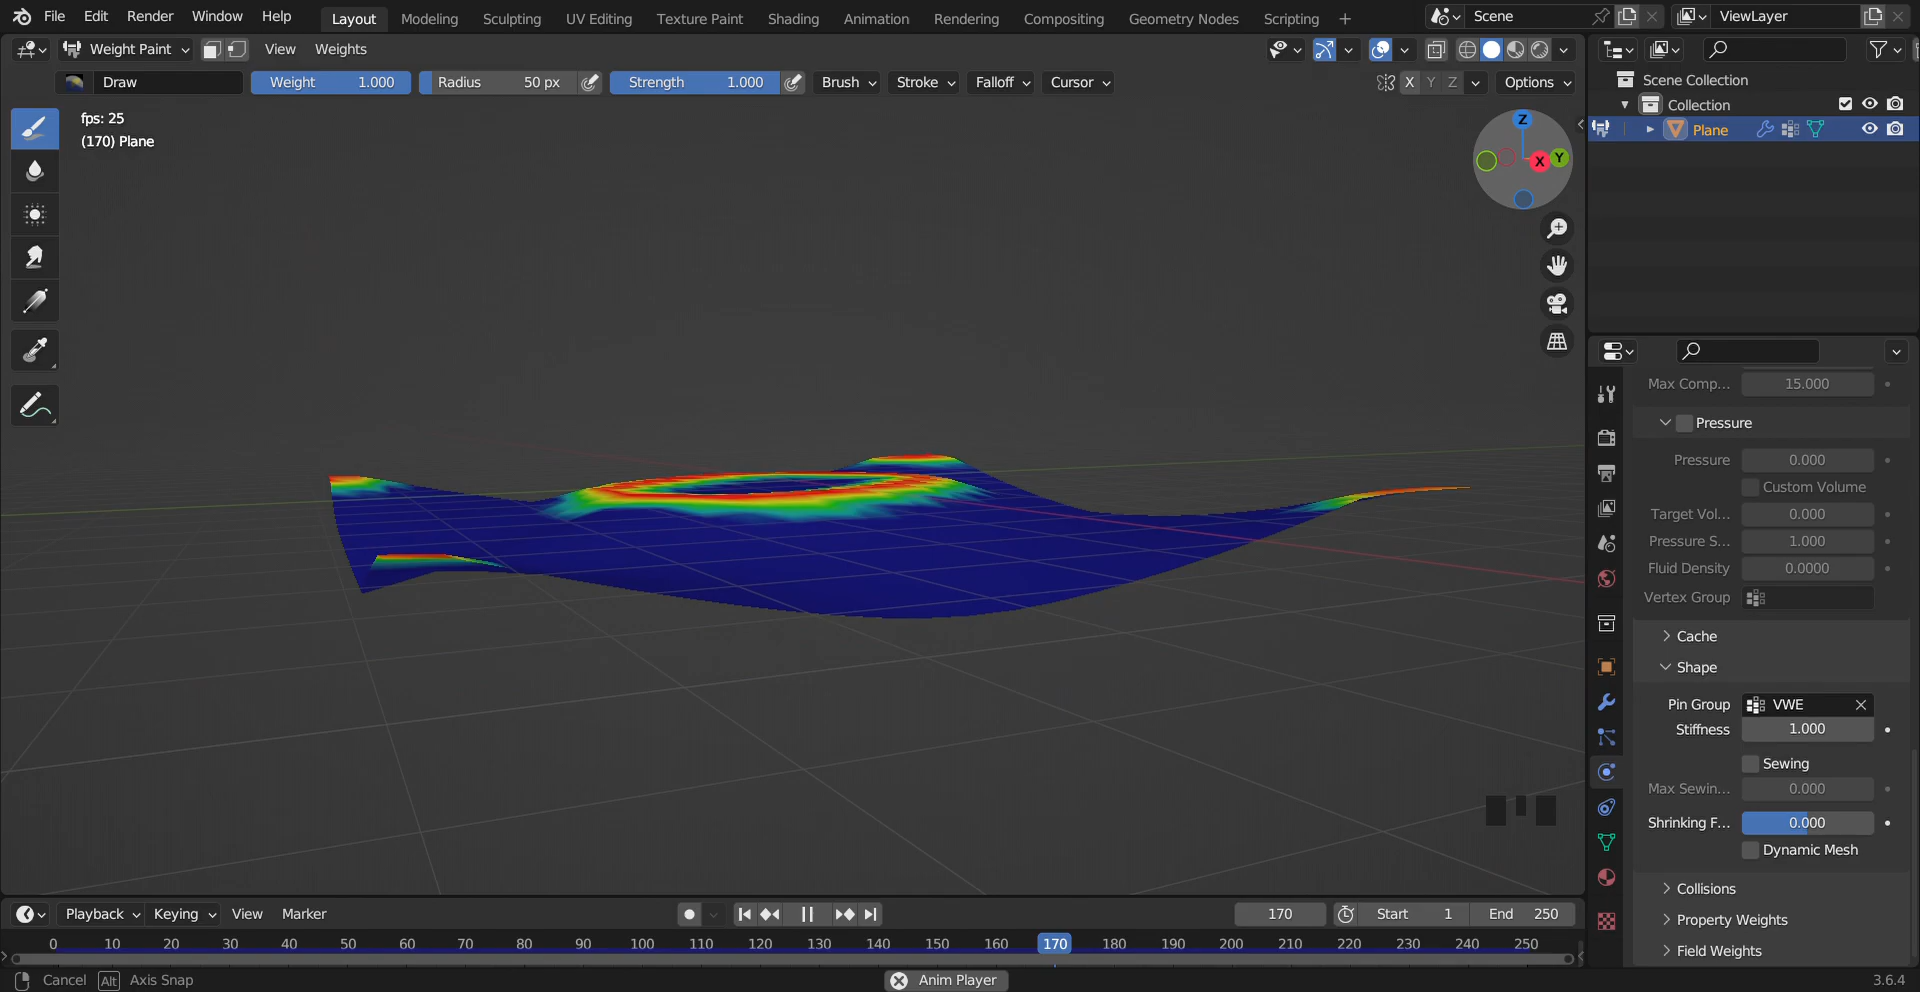 File Edit Render Window Help Layout Modeling Sculpting UV Editing Texture Paint Shading Animation Rendering Compositing Geometry Nodes Scripting Scene ViewLayer
Weight Paint View Weights
Draw Weight 1.000 Radius 50 px Strength 1.000 Brush Stroke Falloff Cursor X Y Z Options
fps: 25
(170) Plane
Z
X
Y
Scene Collection
Collection
Plane
Max Comp... 15.000
Pressure
Pressure 0.000
Custom Volume
Target Vol... 0.000
Pressure S... 1.000
Fluid Density 0.0000
Vertex Group
Cache
Shape
Pin Group VWE
Stiffness 1.000
Sewing
Max Sewin... 0.000
Shrinking F... 0.000
Dynamic Mesh
Collisions
Property Weights
Field Weights
Playback Keying View Marker 170 Start 1 End 250
0 10 20 30 40 50 60 70 80 90 100 110 120 130 140 150 160 170 180 190 200 210 220 230 240 250
Cancel Alt Axis Snap Anim Player 3.6.4